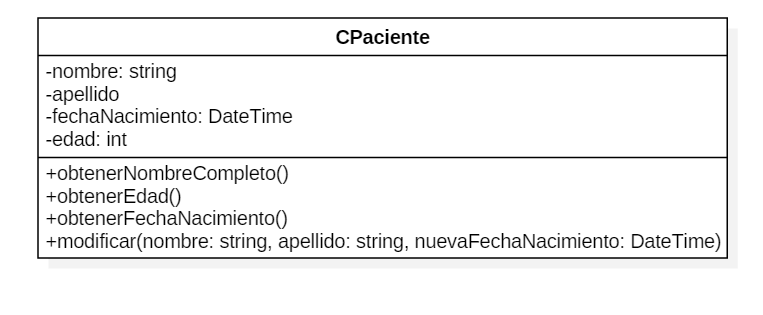 CPaciente
-nombre: string
-apellido
-fechaNacimiento: DateTime
-edad: int
+obtenerNombreCompleto()
+obtenerEdad()
+obtenerFechaNacimiento()
+modificar(nombre: string, apellido: string, nuevaFechaNacimiento: DateTime)